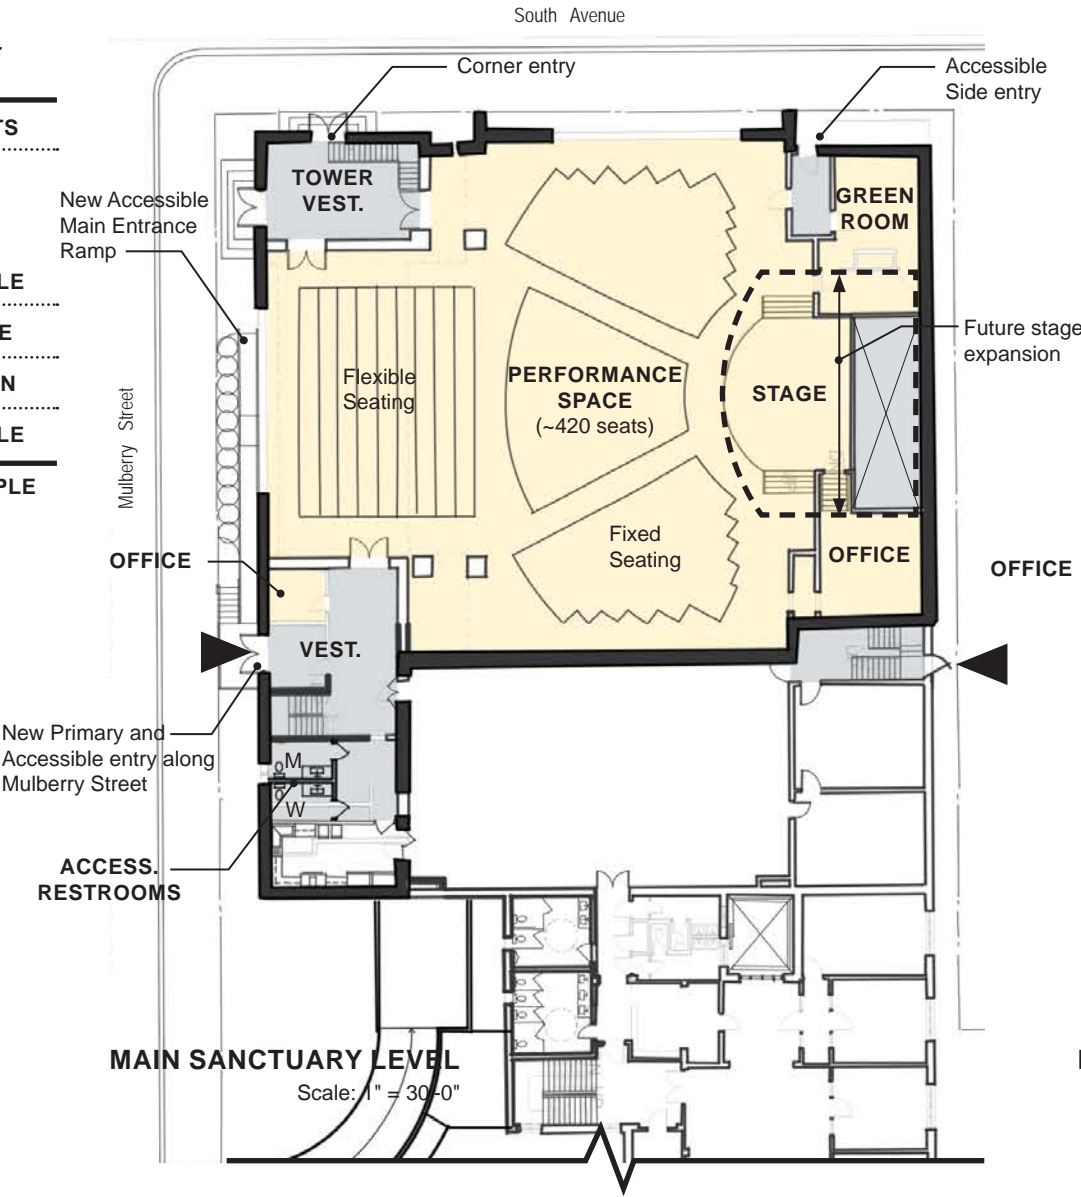 South Avenue
Corner entry
Accessible
Side entry
TS
TOWER
VEST.
GREEN
ROOM
New Accessible
Main Entrance
Ramp
LE
E
N
LE
PLE
Future stage
expansion
Flexible
Seating
PERFORMANCE
SPACE
(~420 seats)
STAGE
Mulberry Street
Fixed
Seating
OFFICE
OFFICE
OFFICE
VEST.
New Primary and
Accessible entry along
Mulberry Street
M
W
ACCESS.
RESTROOMS
MAIN SANCTUARY LEVEL
Scale: 1" = 30'-0"